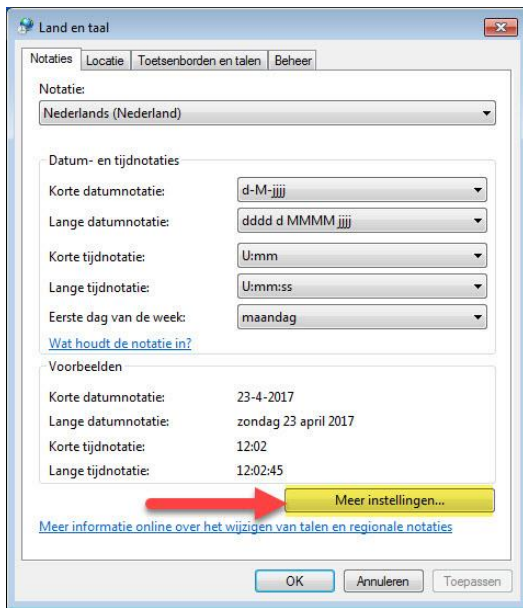 Land en taal
Notaties Locatie Toetsenborden en talen Beheer
Notatie:
Nederlands (Nederland)
Datum- en tijdnotaties
Korte datumnotatie: d-M-jjjj
Lange datumnotatie: dddd d MMMM jjjj
Korte tijdnotatie: U:mm
Lange tijdnotatie: U:mm:ss
Eerste dag van de week: maandag
Wat houdt de notatie in?
Voorbeelden
Korte datumnotatie: 23-4-2017
Lange datumnotatie: zondag 23 april 2017
Korte tijdnotatie: 12:02
Lange tijdnotatie: 12:02:45
Meer instellingen...
Meer informatie online over het wijzigen van talen en regionale notaties
OK Annuleren Toepassen